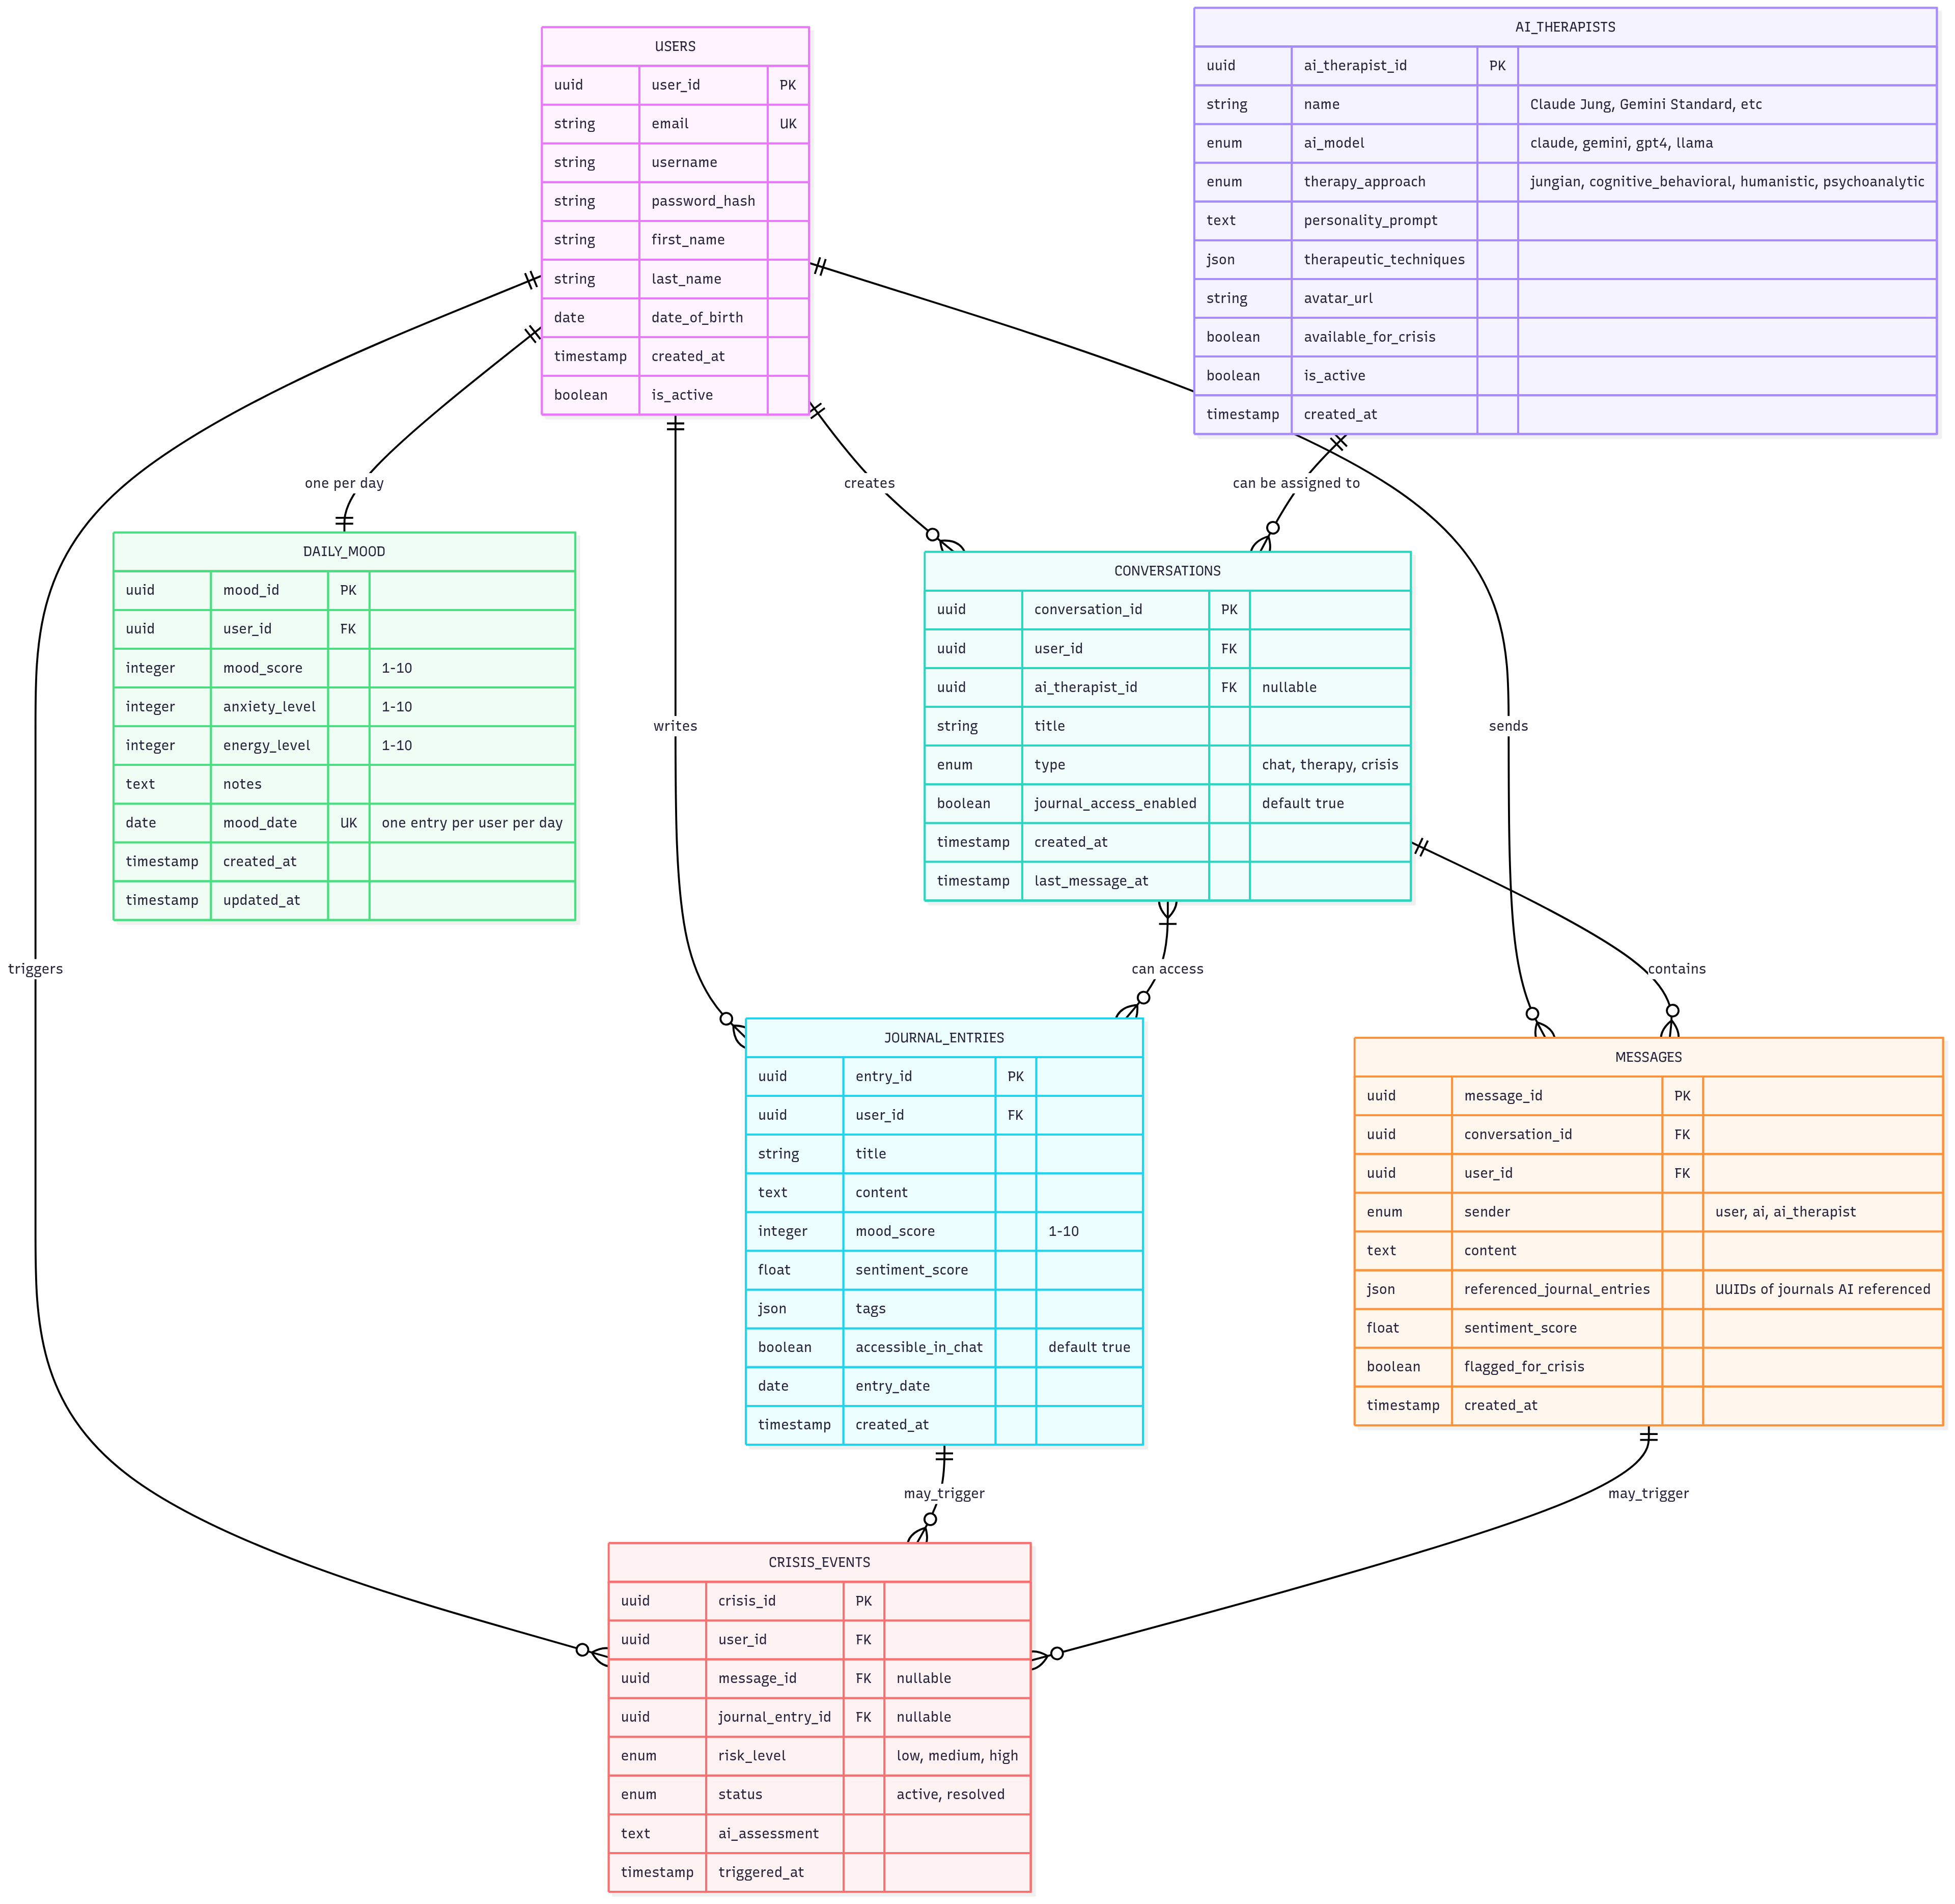 USERS
uuid user_id PK
string email UK
string username
string password_hash
string first_name
string last_name
date date_of_birth
timestamp created_at
boolean is_active
AI_THERAPISTS
uuid ai_therapist_id PK
string name Claude Jung, Gemini Standard, etc
enum ai_model claude, gemini, gpt4, llama
enum therapy_approach jungian, cognitive_behavioral, humanistic, psychoanalytic
text personality_prompt
json therapeutic_techniques
string avatar_url
boolean available_for_crisis
boolean is_active
timestamp created_at
one per day
creates
can be assigned to
DAILY_MOOD
uuid mood_id PK
uuid user_id FK
integer mood_score 1-10
integer anxiety_level 1-10
integer energy_level 1-10
text notes
date mood_date UK one entry per user per day
timestamp created_at
timestamp updated_at
writes
CONVERSATIONS
uuid conversation_id PK
uuid user_id FK
uuid ai_therapist_id FK nullable
string title
enum type chat, therapy, crisis
boolean journal_access_enabled default true
timestamp created_at
timestamp last_message_at
sends
triggers
can access
contains
JOURNAL_ENTRIES
uuid entry_id PK
uuid user_id FK
string title
text content
integer mood_score 1-10
float sentiment_score
json tags
boolean accessible_in_chat default true
date entry_date
timestamp created_at
MESSAGES
uuid message_id PK
uuid conversation_id FK
uuid user_id FK
enum sender user, ai, ai_therapist
text content
json referenced_journal_entries UUIDs of journals AI referenced
float sentiment_score
boolean flagged_for_crisis
timestamp created_at
may_trigger
may_trigger
CRISIS_EVENTS
uuid crisis_id PK
uuid user_id FK
uuid message_id FK nullable
uuid journal_entry_id FK nullable
enum risk_level low, medium, high
enum status active, resolved
text ai_assessment
timestamp triggered_at